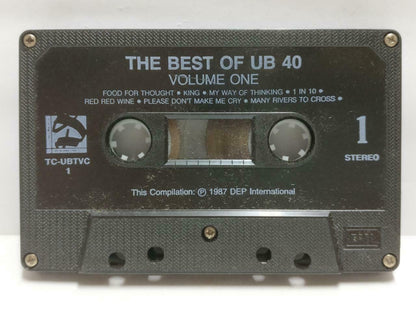 THE BEST OF UB 40
VOLUME ONE
FOOD FOR THOUGHT • KING • MY WAY OF THINKING • 1 IN 10 •
RED RED WINE • PLEASE DON'T MAKE ME CRY • MANY RIVERS TO CROSS •
TC-UBTVC
1
1
STEREO
This Compilation: ℗ 1987 DEP International